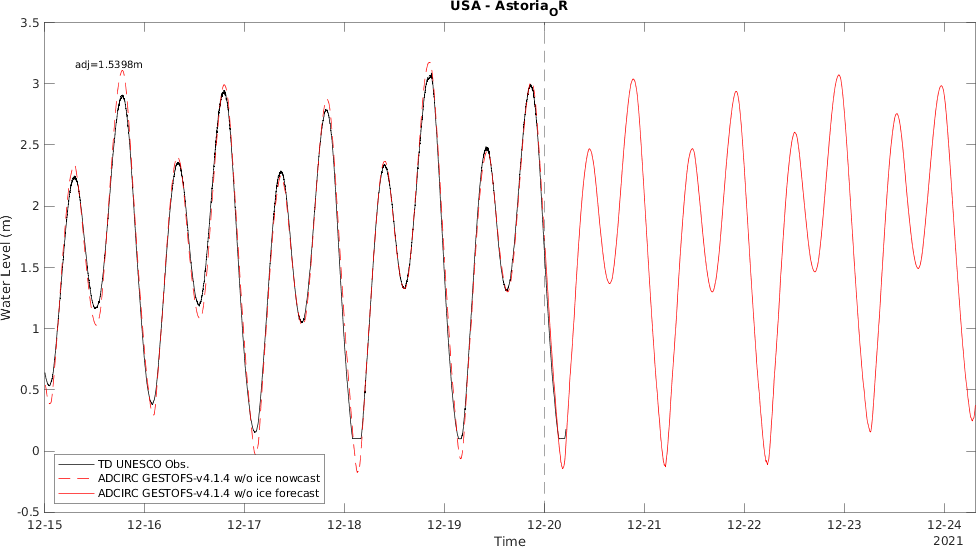 USA - Astoria_OR
adj=1.5398m
3.5
3
2.5
2
1.5
1
0.5
0
-0.5
Water Level (m)
TD UNESCO Obs.
ADCIRC GESTOFS-v4.1.4 w/o ice nowcast
ADCIRC GESTOFS-v4.1.4 w/o ice forecast
12-15 12-16 12-17 12-18 12-19 12-20 12-21 12-22 12-23 12-24
Time
2021